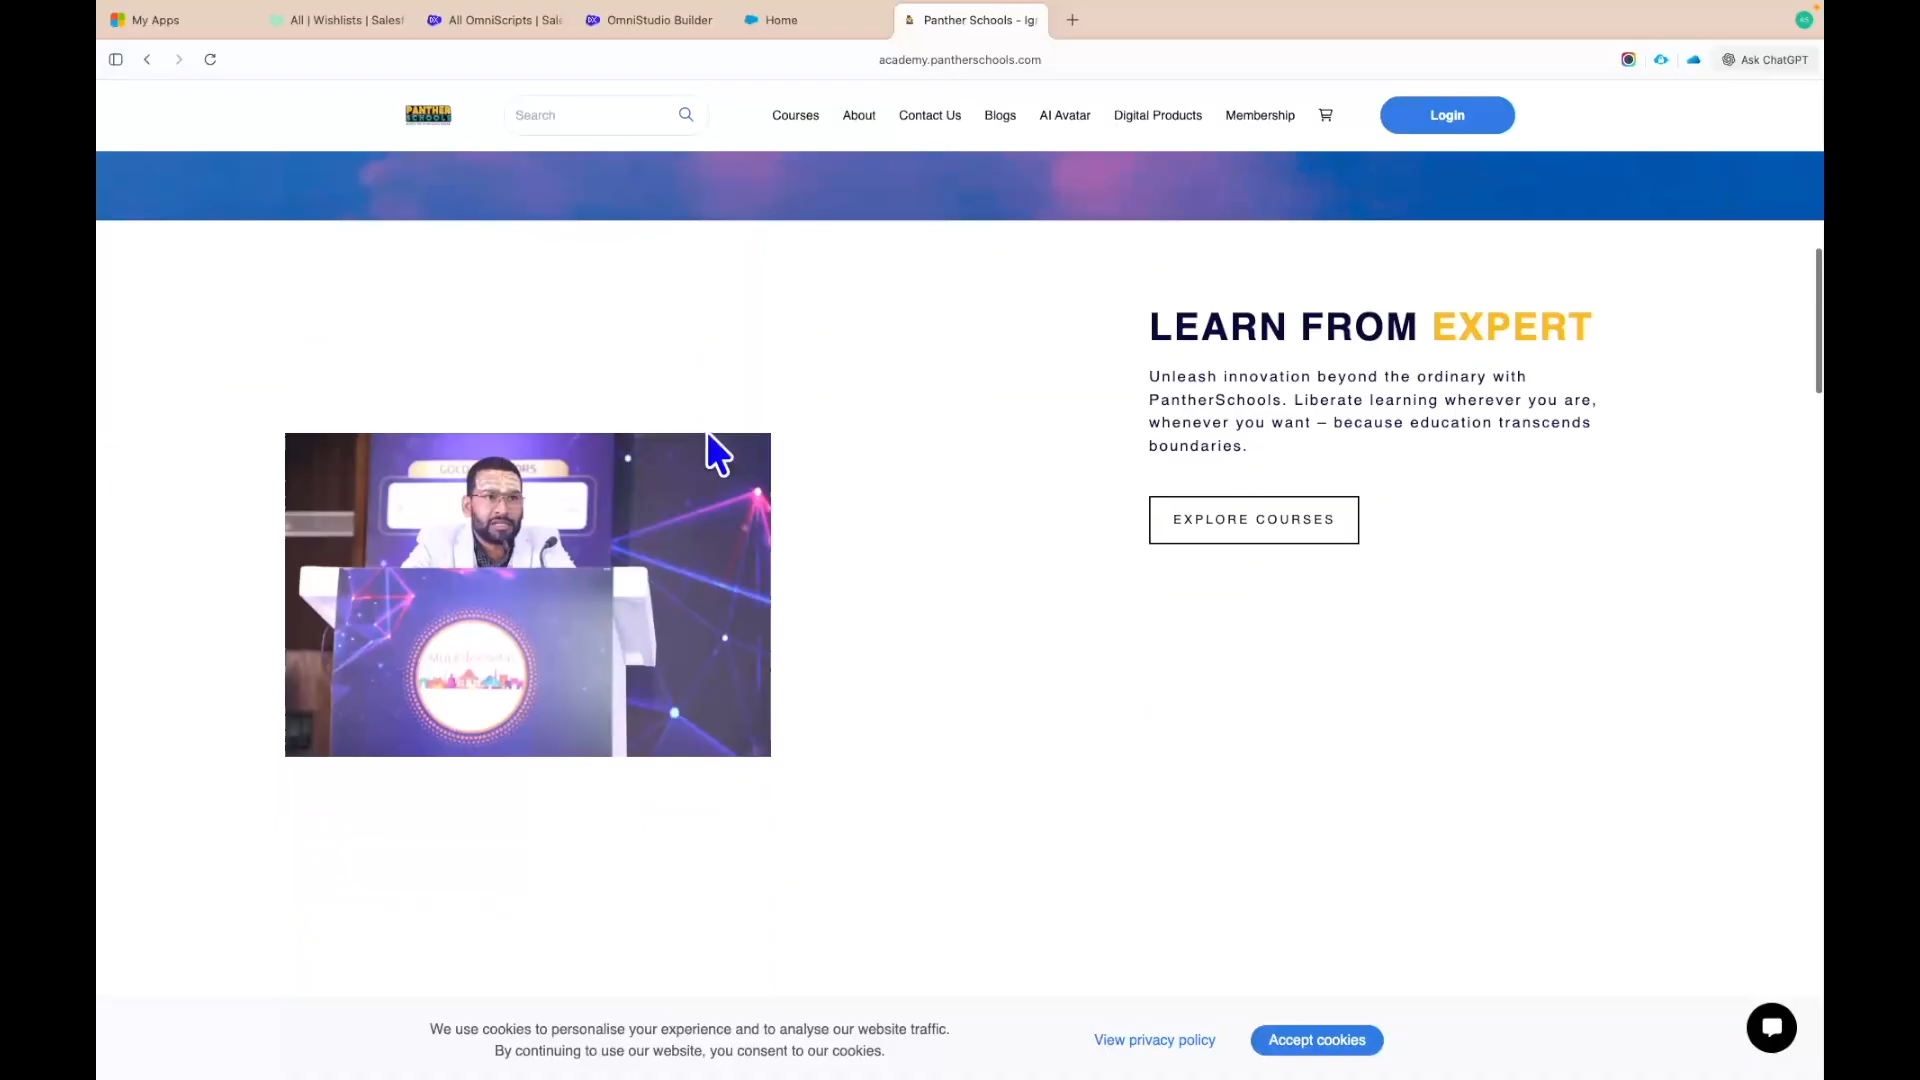 My Apps
All | Wishlists | Salesf
All OmniScripts | Sale
OmniStudio Builder
Home
Panther Schools - Ig
academy.pantherschools.com
Ask ChatGPT
PANTHER
SCHOOLS
Search
Courses
About
Contact Us
Blogs
AI Avatar
Digital Products
Membership
Login
LEARN FROM EXPERT
Unleash innovation beyond the ordinary with
PantherSchools. Liberate learning wherever you are,
whenever you want – because education transcends
boundaries.
EXPLORE COURSES
We use cookies to personalise your experience and to analyse our website traffic.
By continuing to use our website, you consent to our cookies.
View privacy policy
Accept cookies